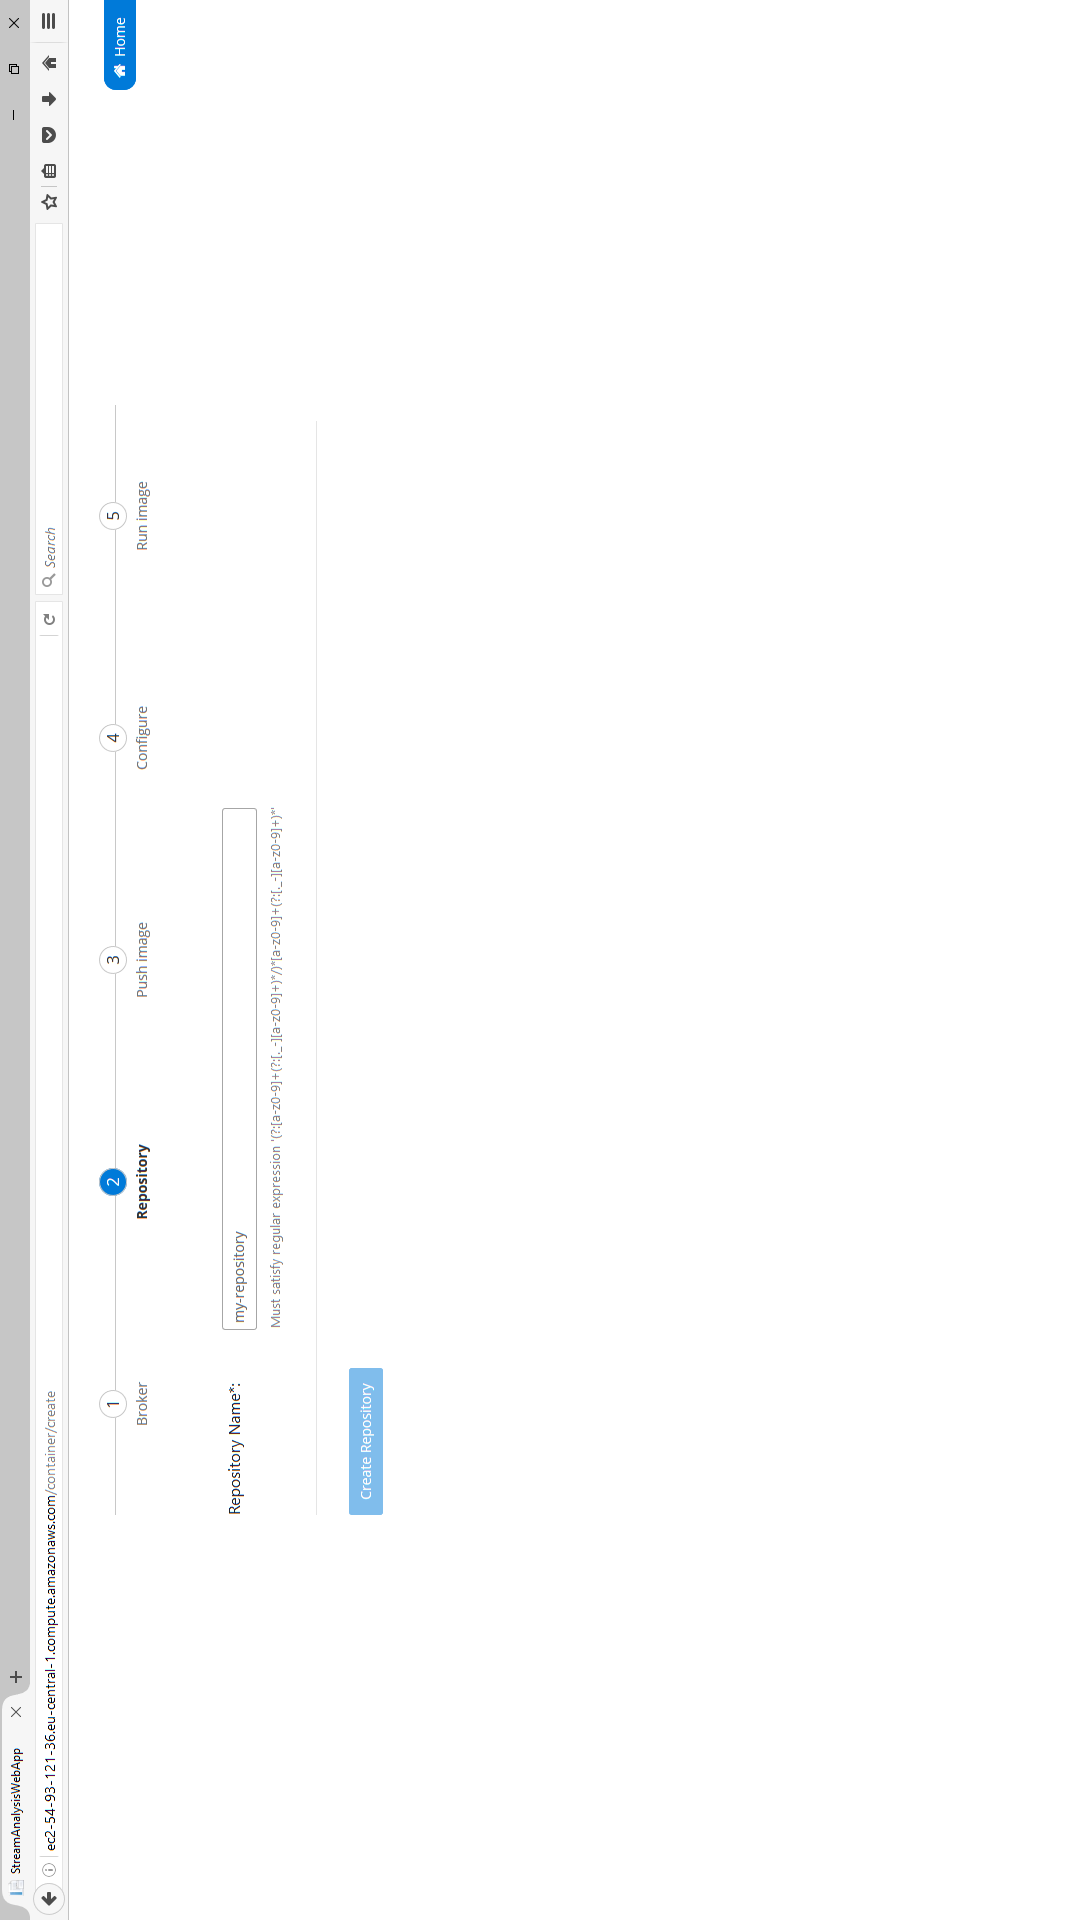 StreamAnalysisWebApp
ec2-54-93-121-36.eu-central-1.compute.amazonaws.com/container/create
Search
Home
1 2 3 4 5
Broker Repository Push image Configure Run image
Repository Name*: my-repository
Must satisfy regular expression '(?:[a-z0-9]+(?:[._-][a-z0-9]+)*/)*[a-z0-9]+(?:[._-][a-z0-9]+)*'
Create Repository